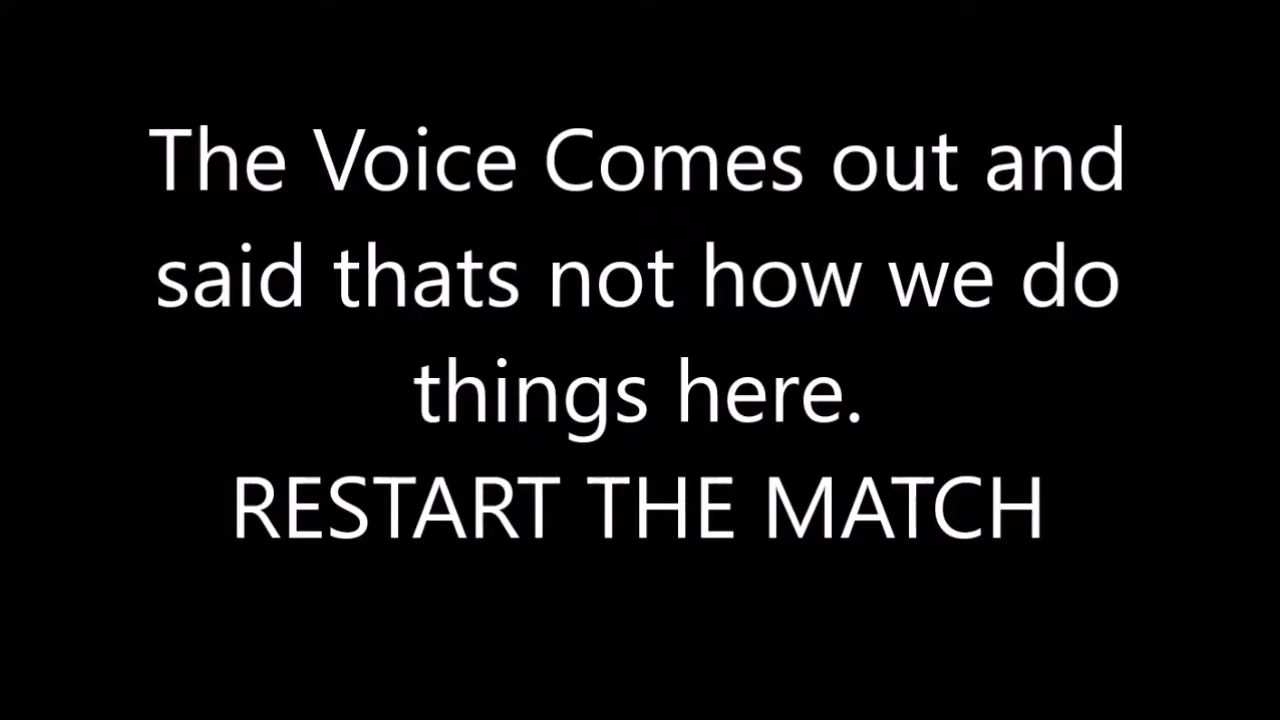 The Voice Comes out and
said thats not how we do
things here.
RESTART THE MATCH